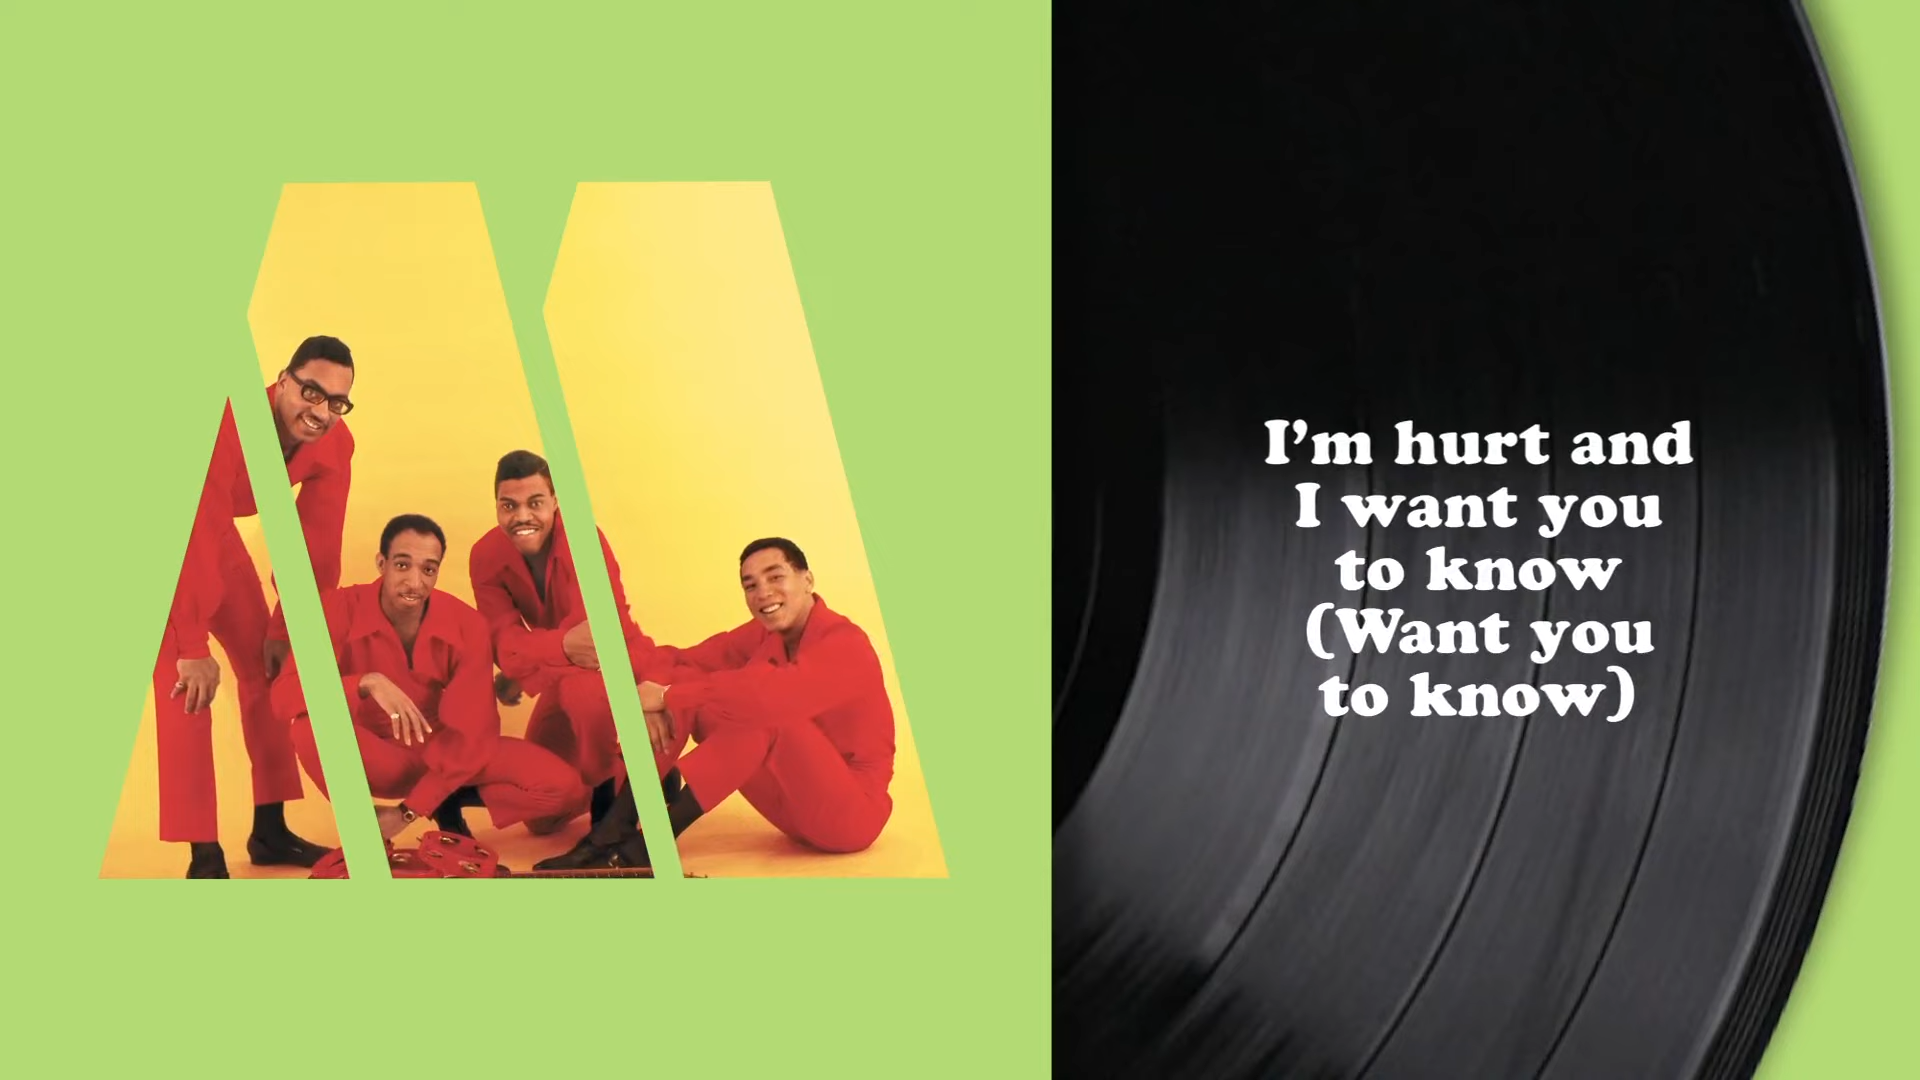 I’m hurt and
I want you
to know
(Want you
to know)